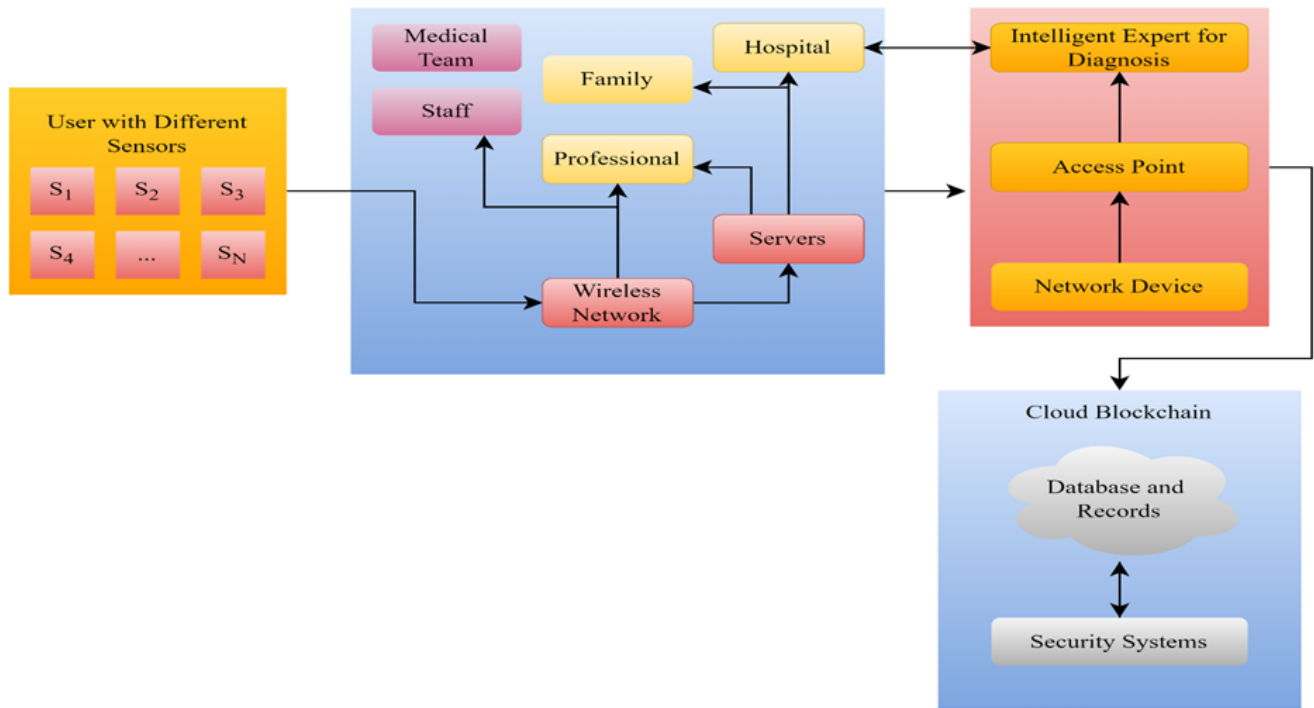 User with Different
Sensors
S1
S2
S3
S4
...
SN
Medical
Team
Staff
Family
Professional
Hospital
Servers
Wireless
Network
Intelligent Expert for
Diagnosis
Access Point
Network Device
Cloud Blockchain
Database and
Records
Security Systems